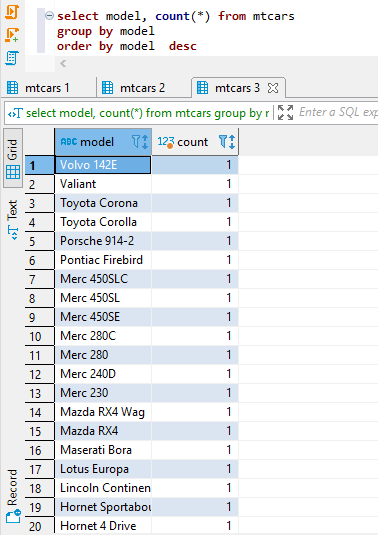 select model, count(*) from mtcars
group by model
order by model  desc
mtcars 1 mtcars 2 mtcars 3
select model, count(*) from mtcars group by r Enter a SQL exp
Grid
Text
Record
ABC model 123 count
1 Volvo 142E 1
2 Valiant 1
3 Toyota Corona 1
4 Toyota Corolla 1
5 Porsche 914-2 1
6 Pontiac Firebird 1
7 Merc 450SLC 1
8 Merc 450SL 1
9 Merc 450SE 1
10 Merc 280C 1
11 Merc 280 1
12 Merc 240D 1
13 Merc 230 1
14 Mazda RX4 Wag 1
15 Mazda RX4 1
16 Maserati Bora 1
17 Lotus Europa 1
18 Lincoln Continen 1
19 Hornet Sportabou 1
20 Hornet 4 Drive 1